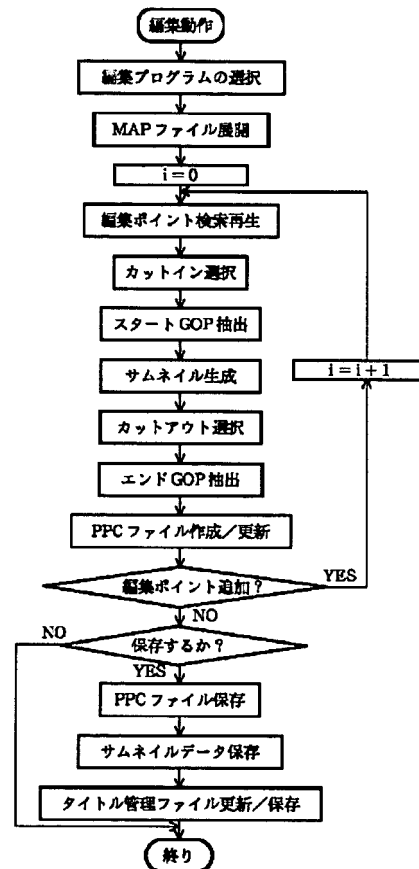 編集動作
編集プログラムの選択
MAPファイル展開
i=0
編集ポイント検索再生
カットイン選択
スタートGOP抽出
サムネイル生成
i=i+1
カットアウト選択
エンドGOP抽出
PPCファイル作成/更新
編集ポイント追加?
YES
NO
保存するか?
NO
YES
PPCファイル保存
サムネイルデータ保存
タイトル管理ファイル更新/保存
終り